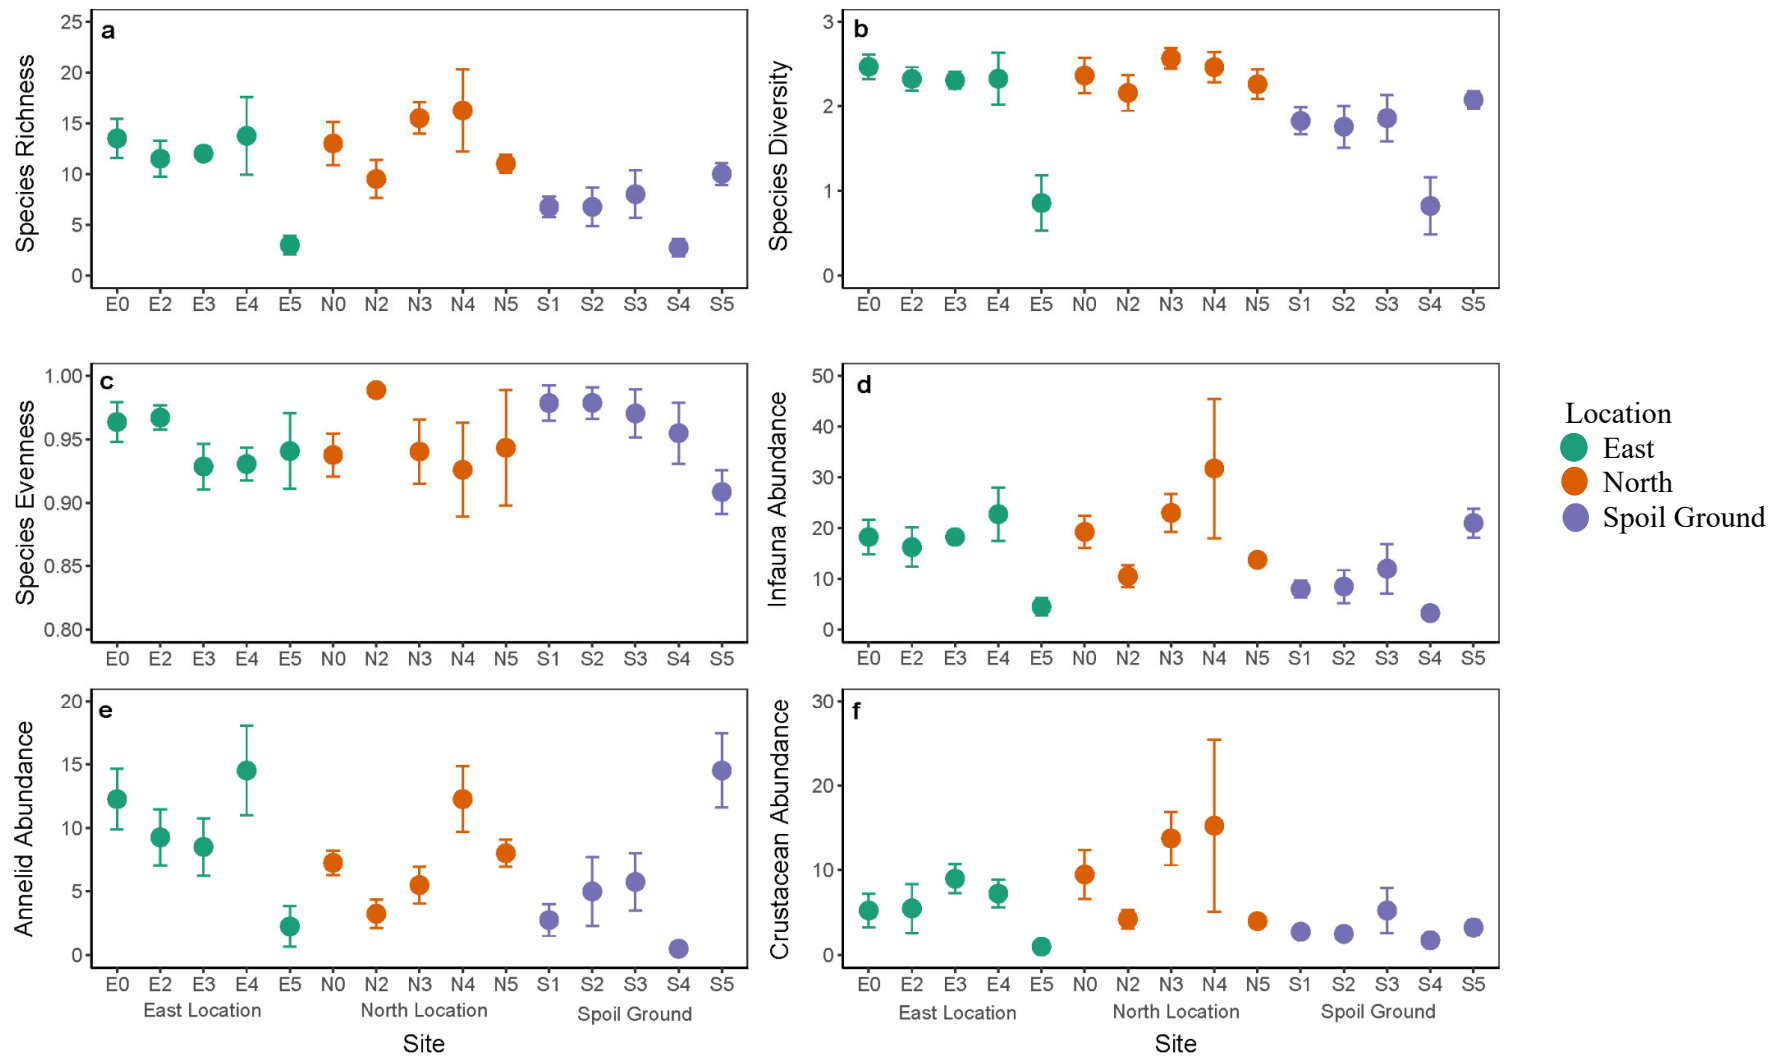 a
Species Richness
25
20
15
10
5
0
E0 E2 E3 E4 E5 N0 N2 N3 N4 N5 S1 S2 S3 S4 S5
b
Species Diversity
3
2
1
0
E0 E2 E3 E4 E5 N0 N2 N3 N4 N5 S1 S2 S3 S4 S5
c
Species Evenness
1.00
0.95
0.90
0.85
0.80
E0 E2 E3 E4 E5 N0 N2 N3 N4 N5 S1 S2 S3 S4 S5
d
Infauna Abundance
50
40
30
20
10
0
E0 E2 E3 E4 E5 N0 N2 N3 N4 N5 S1 S2 S3 S4 S5
Location
East
North
Spoil Ground
e
Annelid Abundance
20
15
10
5
0
E0 E2 E3 E4 E5 N0 N2 N3 N4 N5 S1 S2 S3 S4 S5
East Location North Location Spoil Ground
Site
f
Crustacean Abundance
30
20
10
0
E0 E2 E3 E4 E5 N0 N2 N3 N4 N5 S1 S2 S3 S4 S5
East Location North Location Spoil Ground
Site